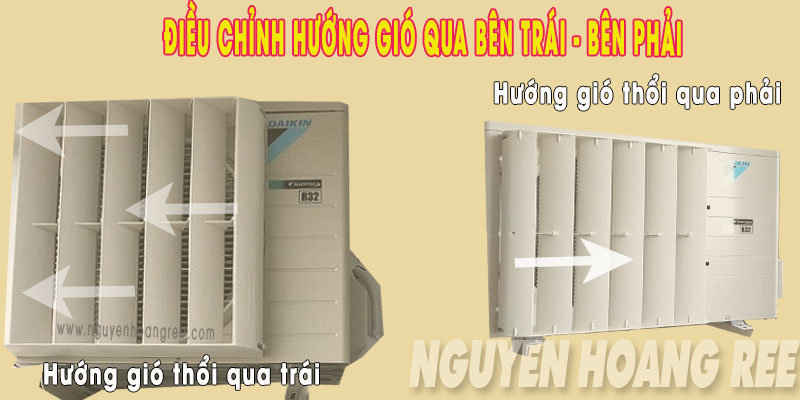 ĐIỀU CHỈNH HƯỚNG GIÓ QUA BÊN TRÁI - BÊN PHẢI
Hướng gió thổi qua phải
DAIKIN
R32
R32
www.nguyenhoangree.com
Hướng gió thổi qua trái
NGUYEN HOANG REE